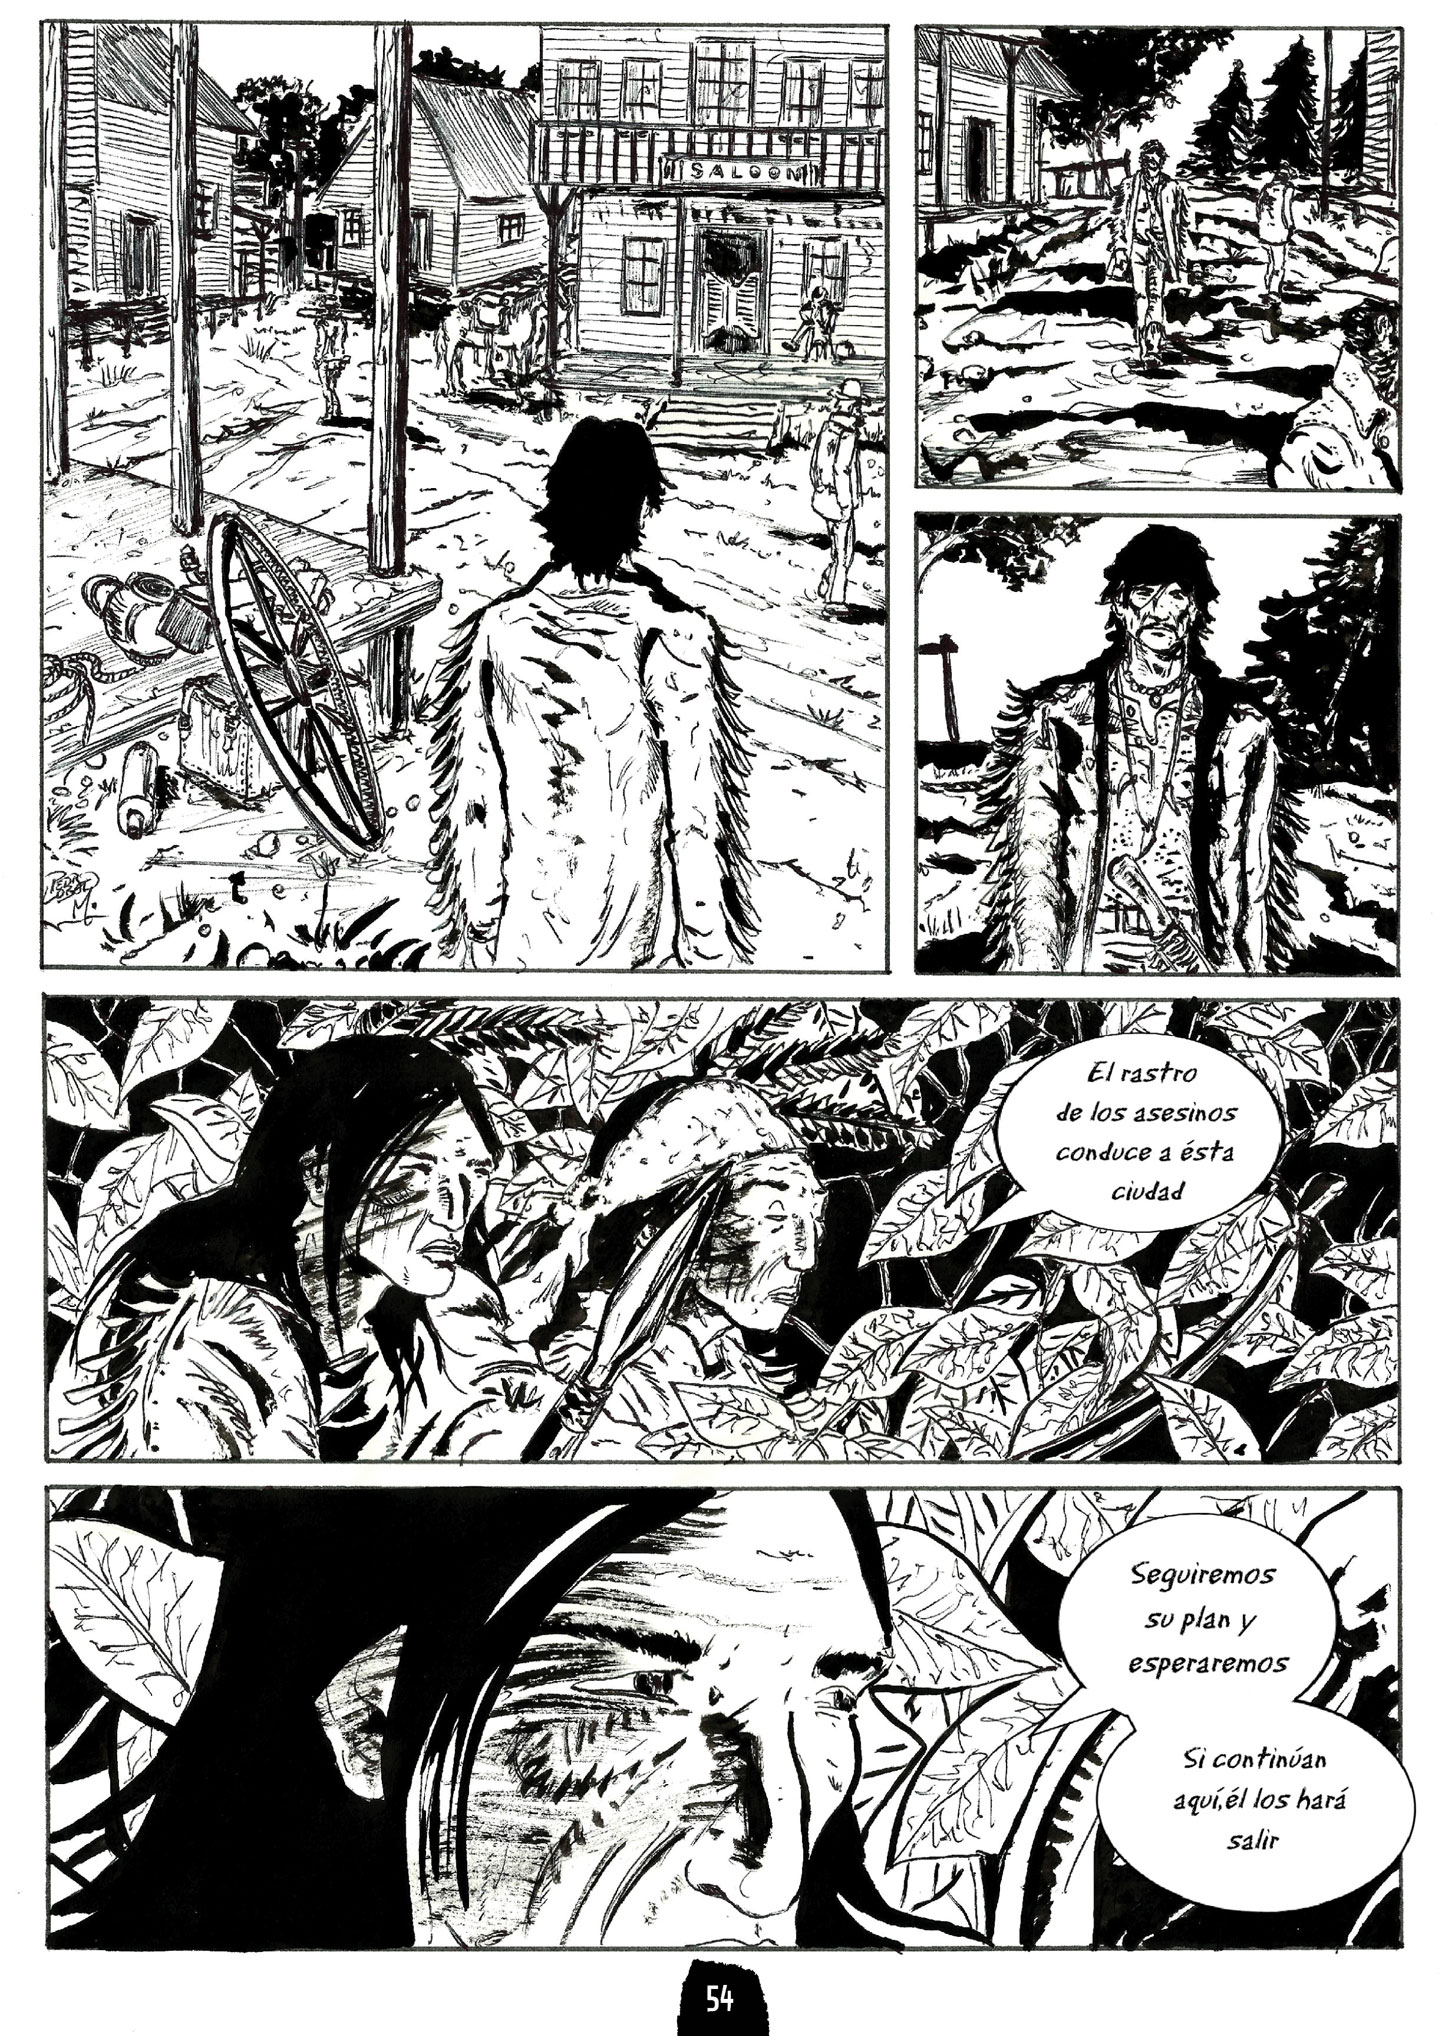 SALOON
PEDRO
M.
El rastro
de los asesinos
conduce a ésta
ciudad
Seguiremos
su plan y
esperaremos
Si continúan
aquí,él los hará
salir
54